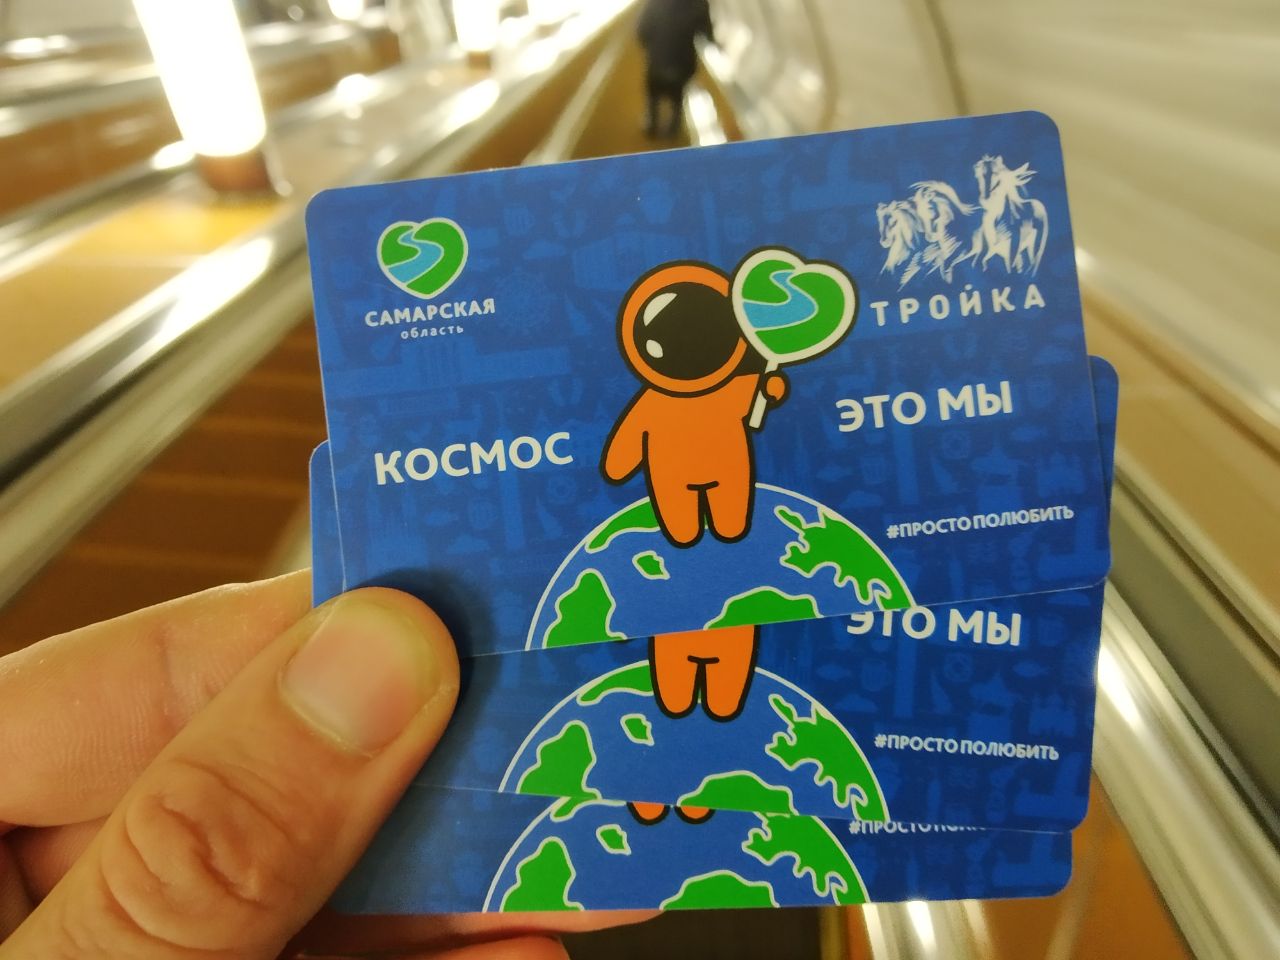 САМАРСКАЯ
область
ТРОЙКА
КОСМОС
ЭТО МЫ
#ПРОСТОПОЛЮБИТЬ
ЭТО МЫ
#ПРОСТОПОЛЮБИТЬ